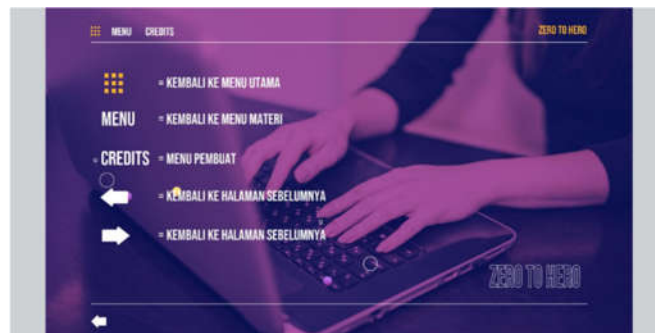 MENU CREDITS ZERO TO HERO
= KEMBALI KE MENU UTAMA
MENU = KEMBALI KE MENU MATERI
CREDITS = MENU PEMBUAT
= KEMBALI KE HALAMAN SEBELUMNYA
= KEMBALI KE HALAMAN SEBELUMNYA
ZERO TO HERO